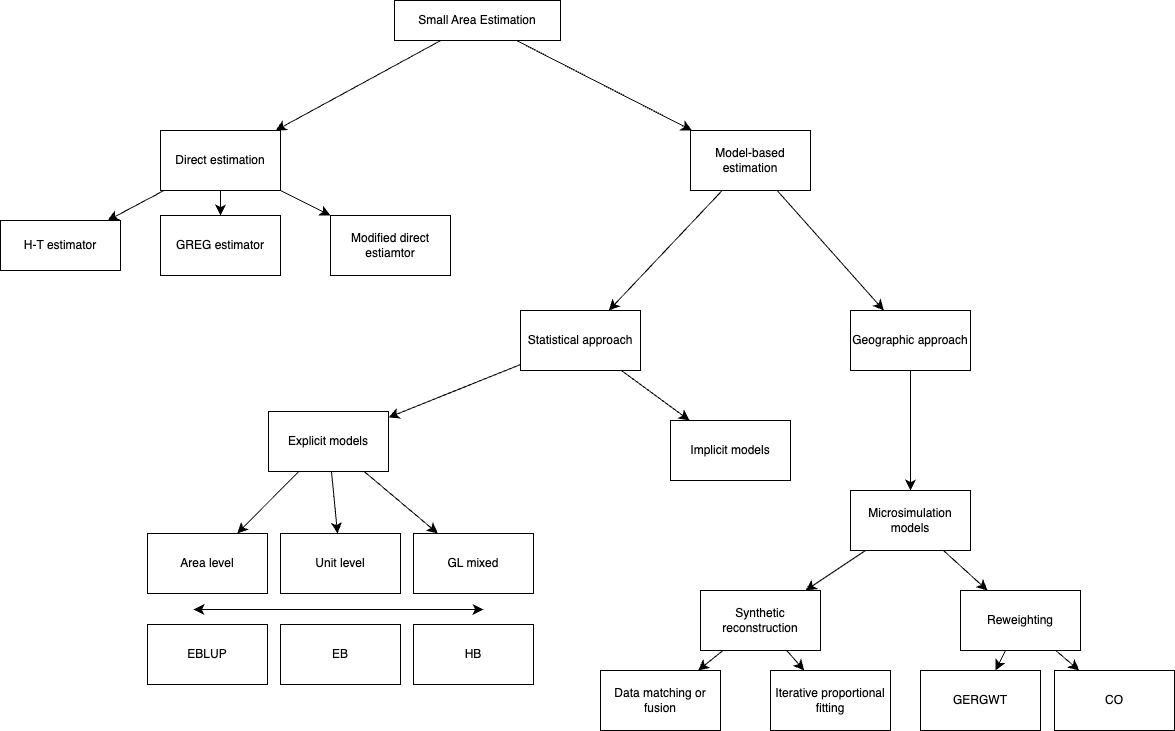 Small Area Estimation
Direct estimation
Model-based
estimation
H-T estimator
GREG estimator
Modified direct
estiamtor
Statistical approach
Geographic approach
Explicit models
Implicit models
Microsimulation
models
Area level
Unit level
GL mixed
Synthetic
reconstruction
Reweighting
EBLUP
EB
HB
Data matching or
fusion
Iterative proportional
fitting
GERGWT
CO